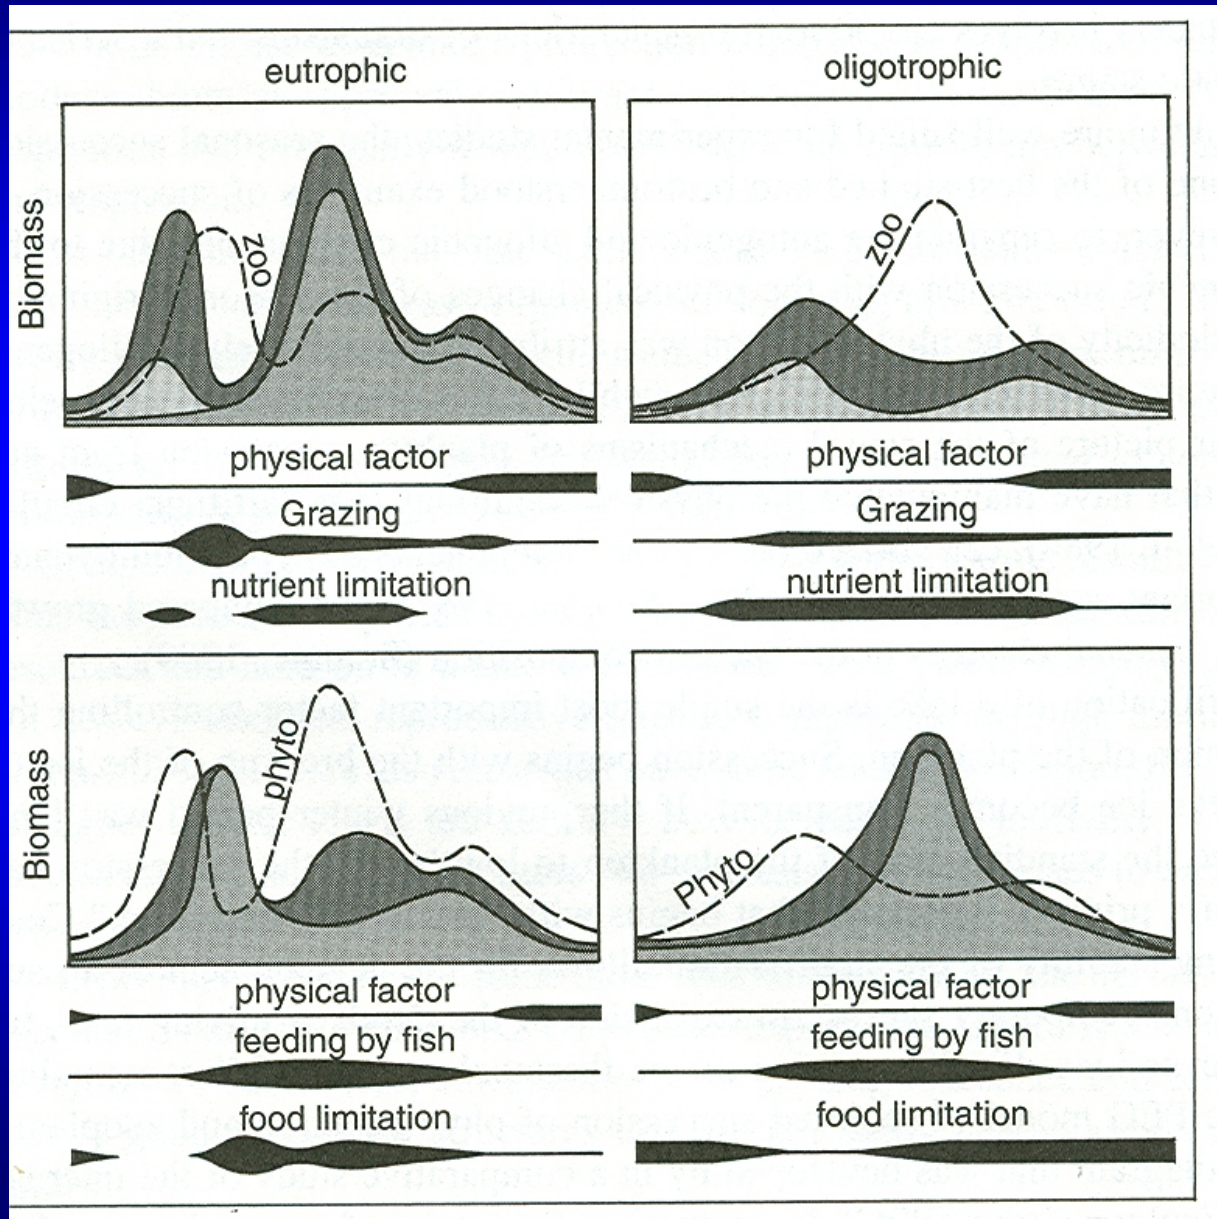 eutrophic
oligotrophic
Biomass
zoo
zoo
physical factor
Grazing
nutrient limitation
physical factor
Grazing
nutrient limitation
Biomass
phyto
Phyto
physical factor
feeding by fish
food limitation
physical factor
feeding by fish
food limitation